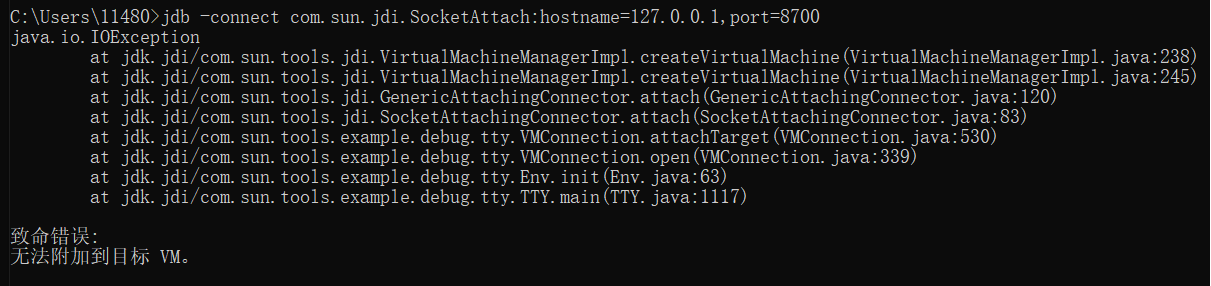 C:\Users\11480>jdb -connect com.sun.jdi.SocketAttach:hostname=127.0.0.1,port=8700
java.io.IOException
        at jdk.jdi/com.sun.tools.jdi.VirtualMachineManagerImpl.createVirtualMachine(VirtualMachineManagerImpl.java:238)
        at jdk.jdi/com.sun.tools.jdi.VirtualMachineManagerImpl.createVirtualMachine(VirtualMachineManagerImpl.java:245)
        at jdk.jdi/com.sun.tools.jdi.GenericAttachingConnector.attach(GenericAttachingConnector.java:120)
        at jdk.jdi/com.sun.tools.jdi.SocketAttachingConnector.attach(SocketAttachingConnector.java:83)
        at jdk.jdi/com.sun.tools.example.debug.tty.VMConnection.attachTarget(VMConnection.java:530)
        at jdk.jdi/com.sun.tools.example.debug.tty.VMConnection.open(VMConnection.java:339)
        at jdk.jdi/com.sun.tools.example.debug.tty.Env.init(Env.java:63)
        at jdk.jdi/com.sun.tools.example.debug.tty.TTY.main(TTY.java:1117)
致命错误:
无法附加到目标 VM。